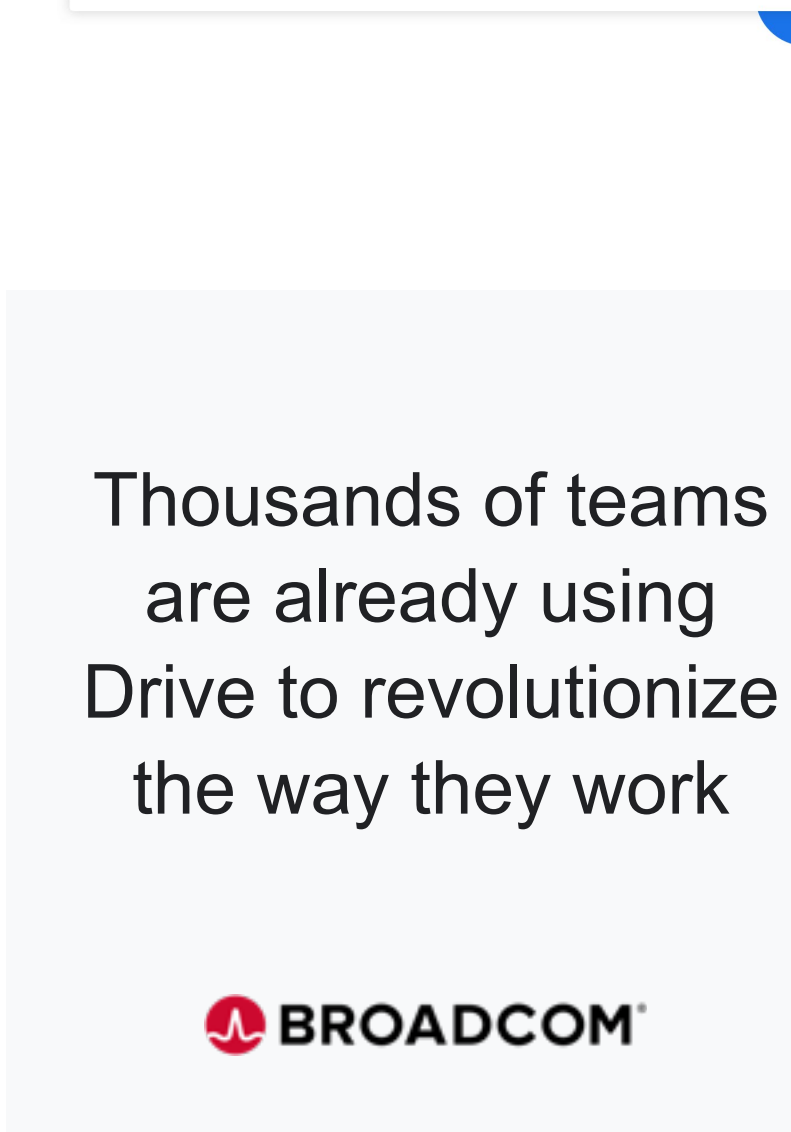 Thousands of teams
are already using
Drive to revolutionize
the way they work
BROADCOM®